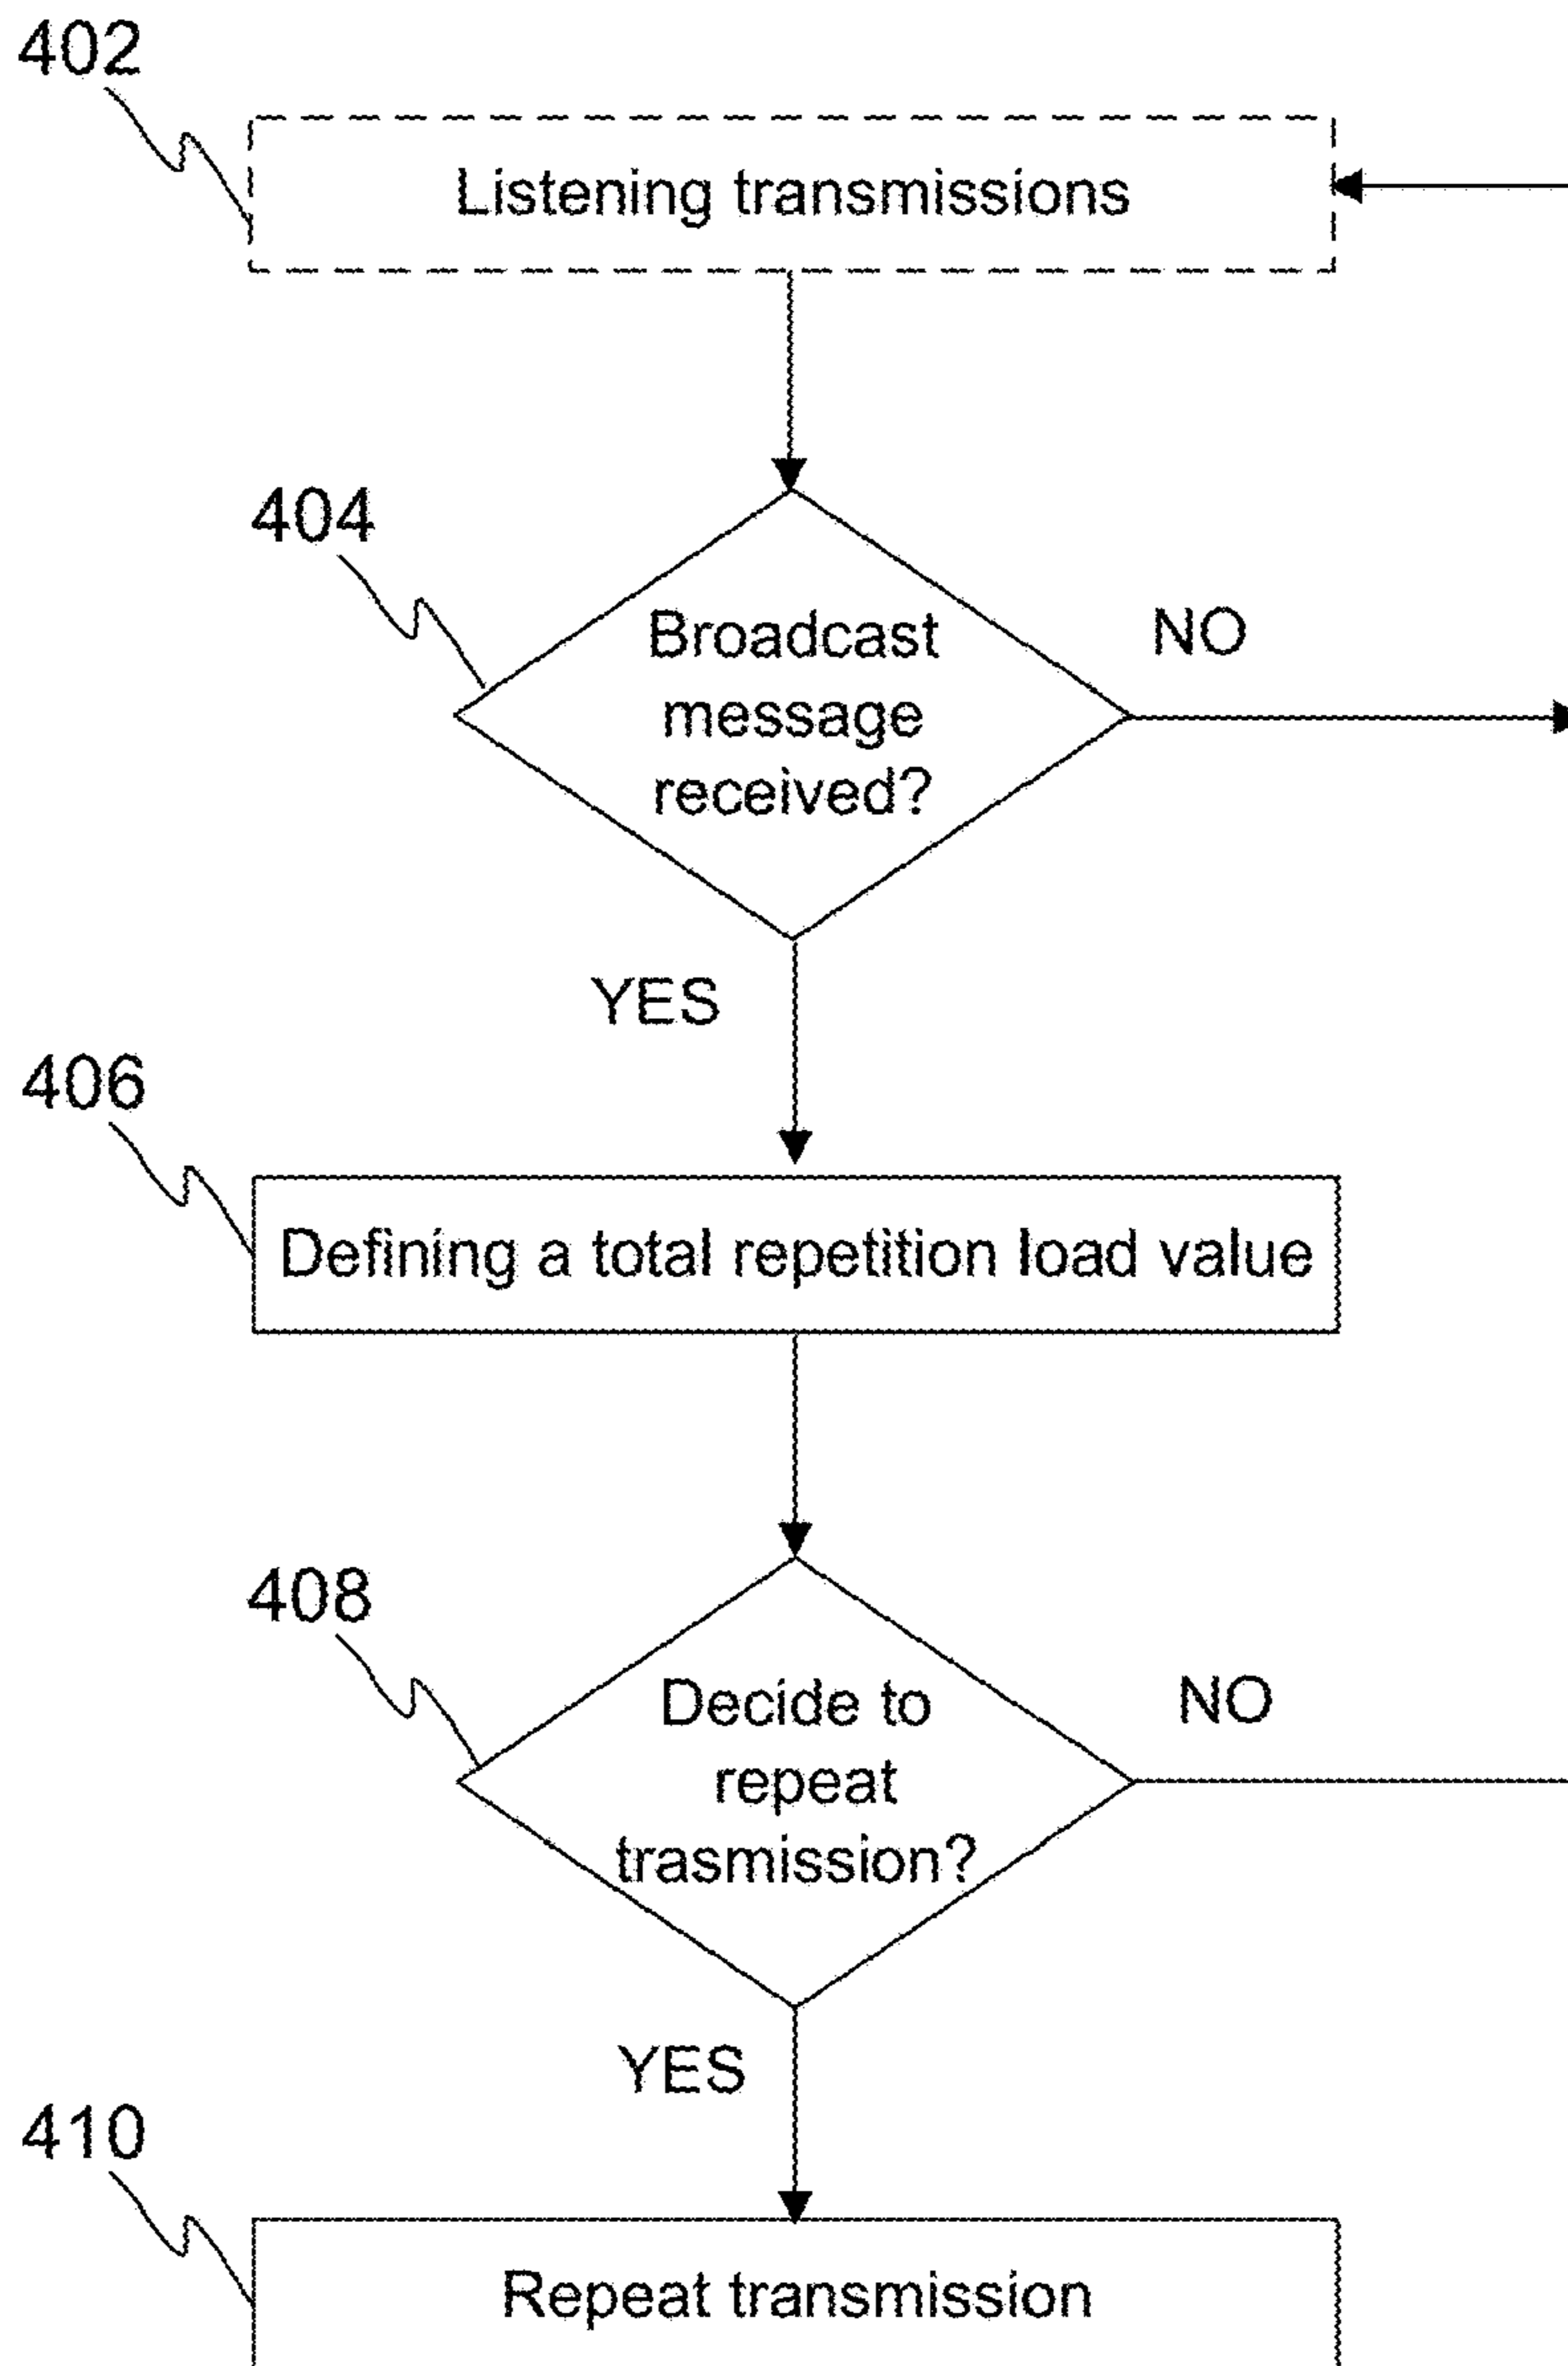 402
Listening transmissions
404
Broadcast
message
received?
NO
YES
406
Defining a total repetition load value
408
Decide to
repeat
trasmission?
NO
YES
410
Repeat transmission